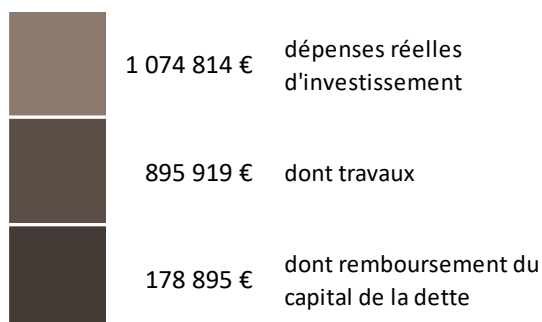 1 074 814 € dépenses réelles
d'investissement
895 919 € dont travaux
178 895 € dont remboursement du
capital de la dette